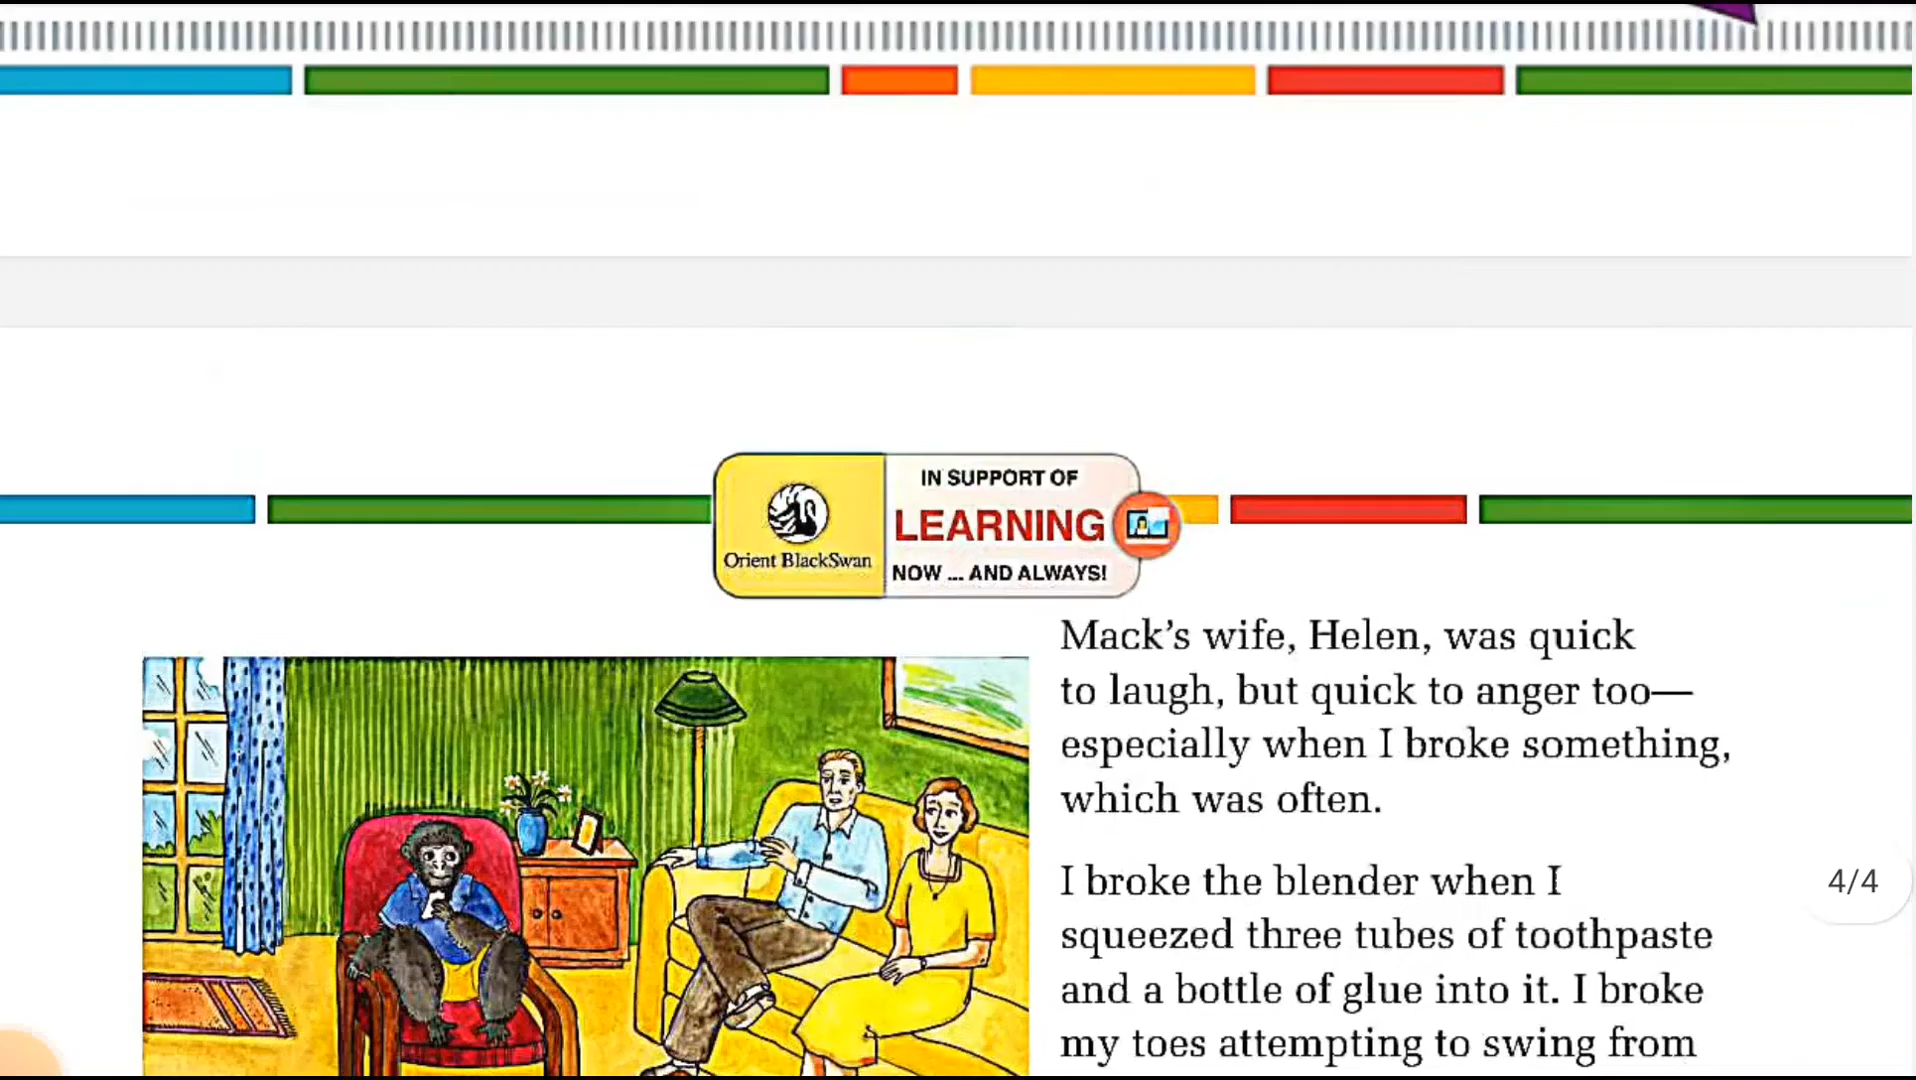 IN SUPPORT OF
LEARNING
NOW ... AND ALWAYS!
Orient BlackSwan
Mack’s wife, Helen, was quick
to laugh, but quick to anger too—
especially when I broke something,
which was often.
I broke the blender when I
squeezed three tubes of toothpaste
and a bottle of glue into it. I broke
my toes attempting to swing from
4/4